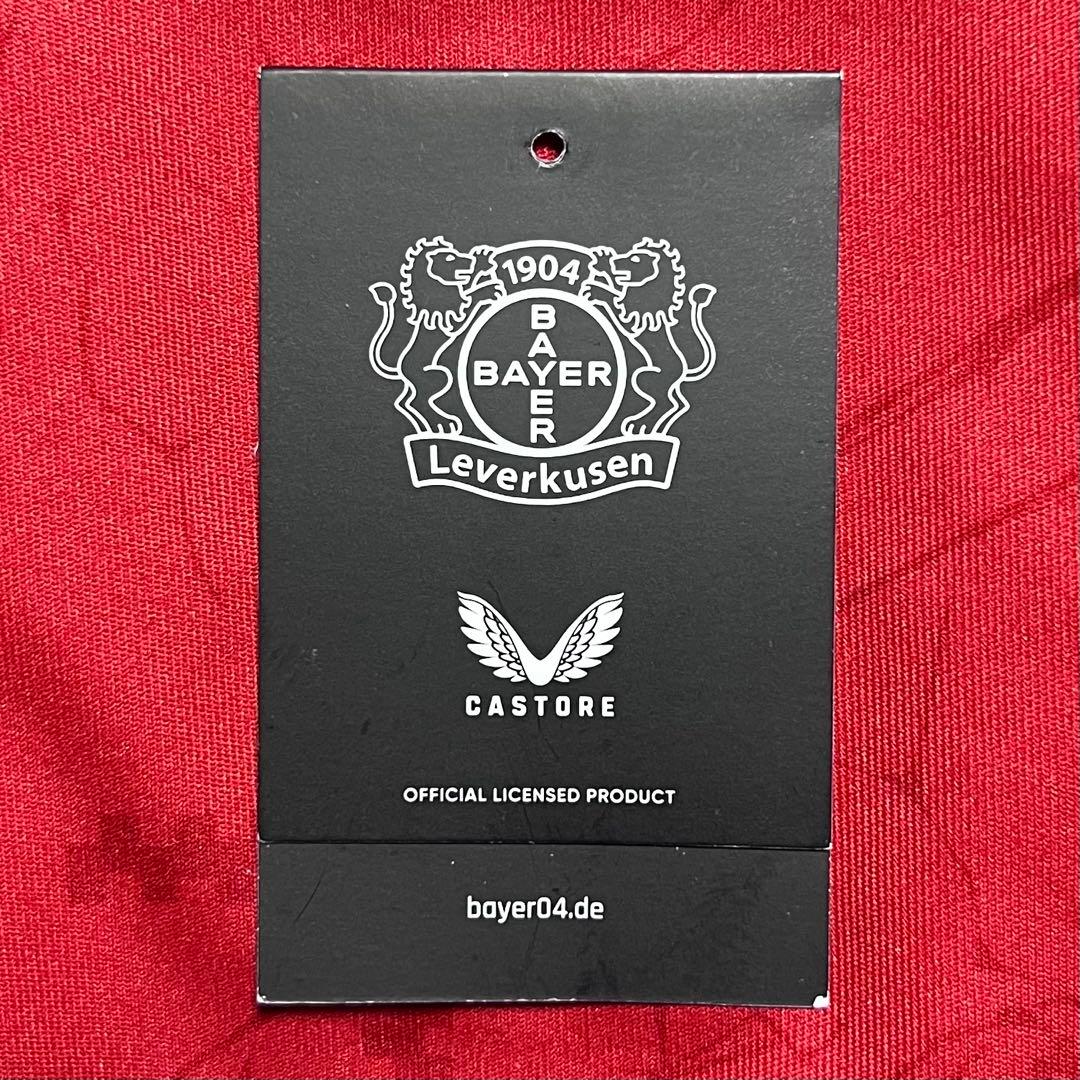 1904
BAYER
BAYER
Leverkusen
CASTORE
OFFICIAL LICENSED PRODUCT
bayer04.de